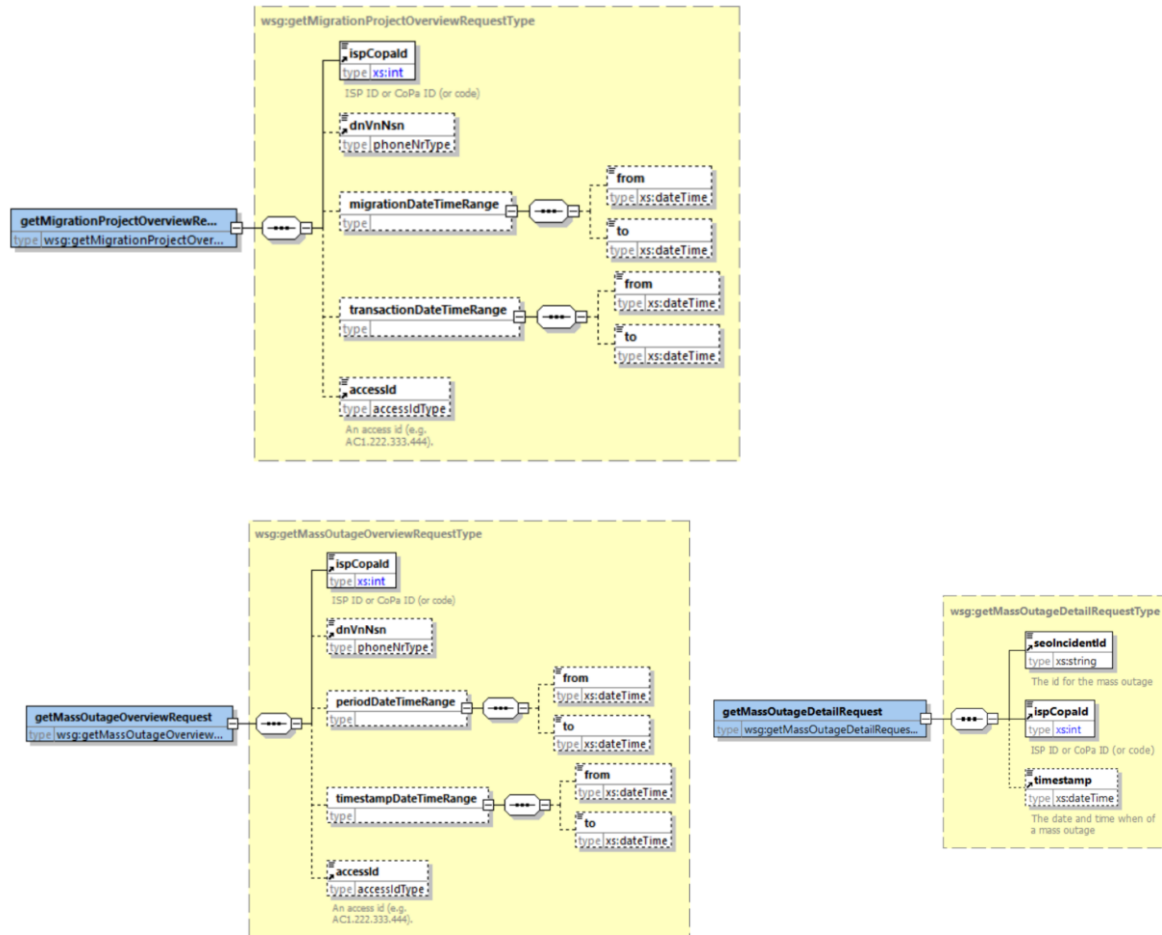 wsg:getMigrationProjectOverviewRequestType
ispCopaId
type xs:int
ISP ID or CoPa ID (or code)
dnVnNsn
type phoneNrType
migrationDateTimeRange
type
from
type xs:dateTime
to
type xs:dateTime
getMigrationProjectOverviewRe...
type wsg:getMigrationProjectOver...
transactionDateTimeRange
type
from
type xs:dateTime
to
type xs:dateTime
accessId
type accessIdType
An access id (e.g.
AC1.222.333.444).
wsg:getMassOutageOverviewRequestType
ispCopaId
type xs:int
ISP ID or CoPa ID (or code)
dnVnNsn
type phoneNrType
periodDateTimeRange
type
from
type xs:dateTime
to
type xs:dateTime
getMassOutageOverviewRequest
type wsg:getMassOutageOverview...
timestampDateTimeRange
type
from
type xs:dateTime
to
type xs:dateTime
accessId
type accessIdType
An access id (e.g.
AC1.222.333.444).
wsg:getMassOutageDetailRequestType
seoIncidentId
type xs:string
The id for the mass outage
getMassOutageDetailRequest
type wsg:getMassOutageDetailReques...
ispCopaId
type xs:int
ISP ID or CoPa ID (or code)
timestamp
type xs:dateTime
The date and time when of
a mass outage